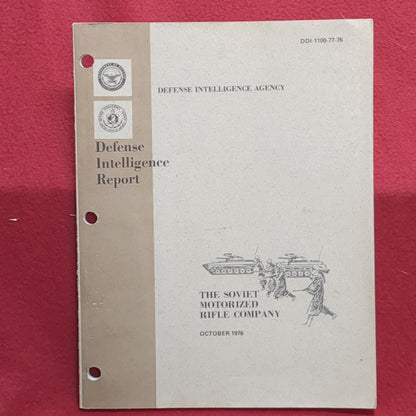 DDI-1100-77-76
DEFENSE INTELLIGENCE AGENCY
Defense
Intelligence
Report
THE SOVIET
MOTORIZED
RIFLE COMPANY
OCTOBER 1976